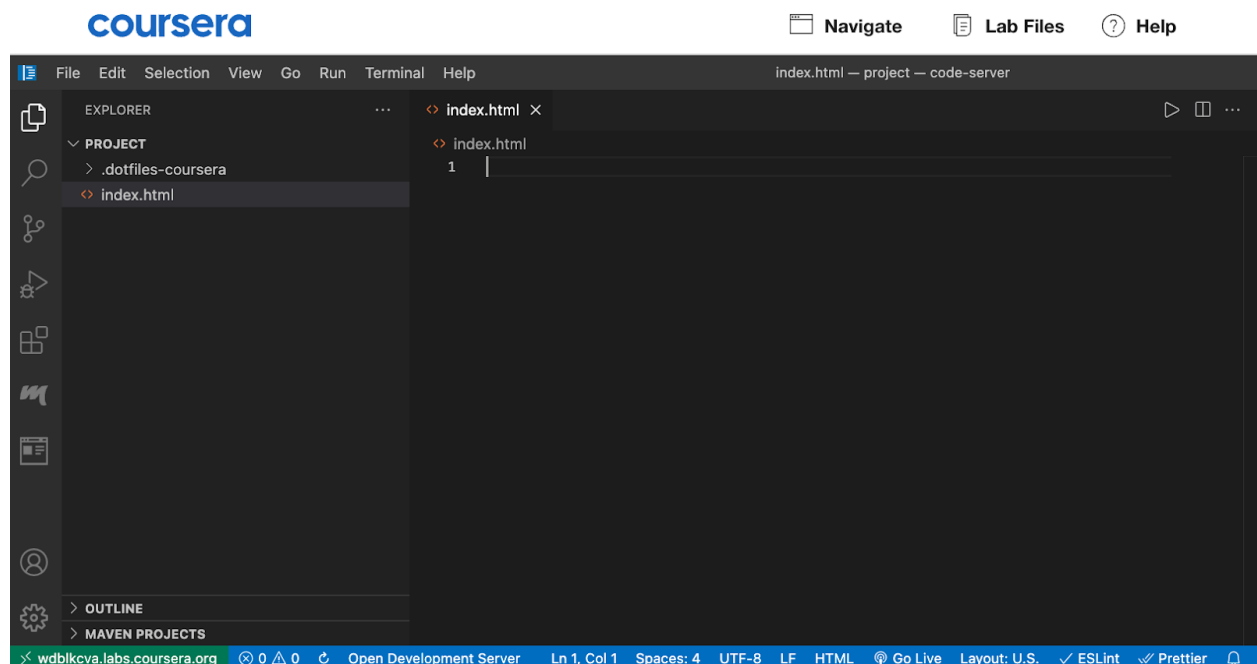 coursera
Navigate Lab Files Help
File Edit Selection View Go Run Terminal Help index.html — project — code-server
EXPLORER
index.html
PROJECT
index.html
.dotfiles-coursera
1
index.html
OUTLINE
MAVEN PROJECTS
wdblkcva.labs.coursera.org 0 0 Open Development Server Ln 1, Col 1 Spaces: 4 UTF-8 LF HTML Go Live Layout: U.S. ESLint Prettier